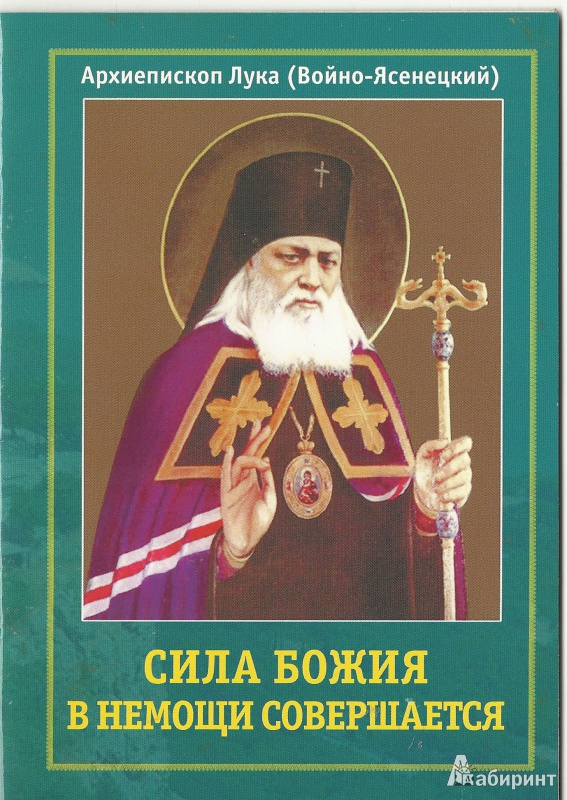 Архиепископ Лука (Войно-Ясенецкий)
СИЛА БОЖИЯ
В НЕМОЩИ СОВЕРШАЕТСЯ
Лабиринт